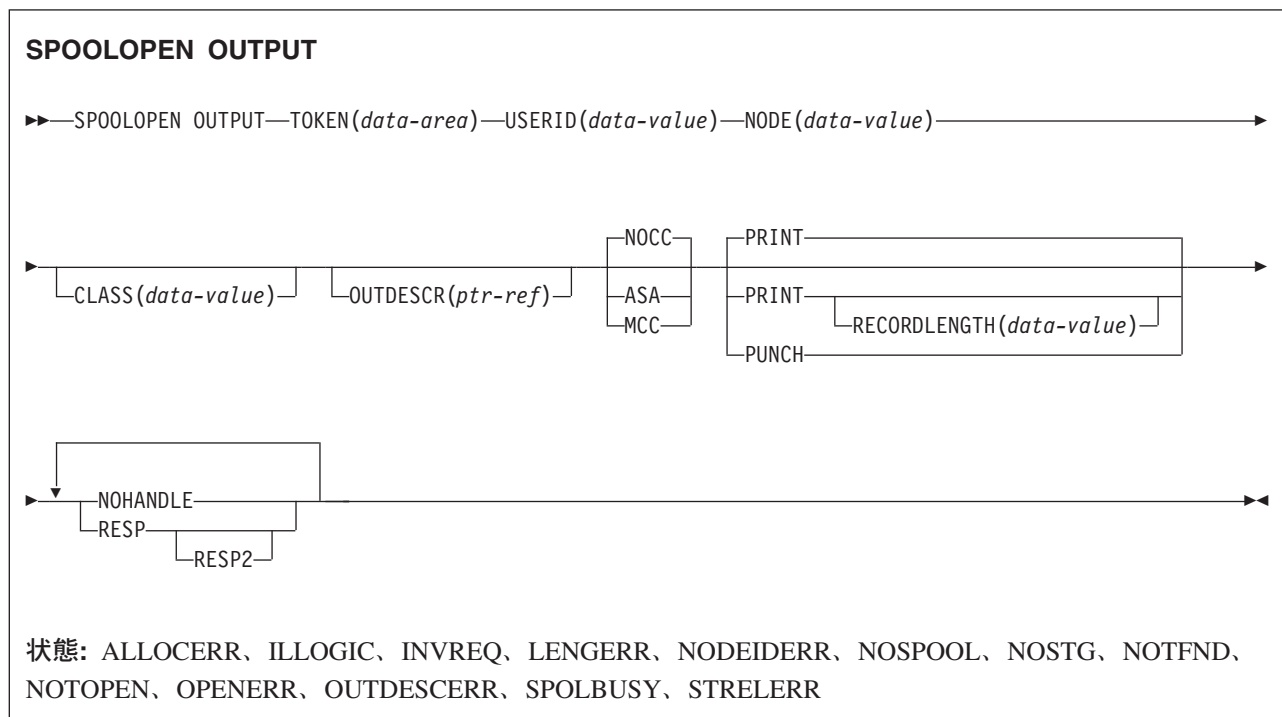 SPOOLOPEN OUTPUT
SPOOLOPEN OUTPUT TOKEN(data-area) USERID(data-value) NODE(data-value)
NOCC PRINT
CLASS(data-value) OUTDESCR(ptr-ref) ASA PRINT
MCC RECORDLENGTH(data-value)
PUNCH
NOHANDLE
RESP
RESP2
状態: ALLOCERR、ILLOGIC、INVREQ、LENGERR、NODEIDERR、NOSPOOL、NOSTG、NOTFND、
NOTOPEN、OPENERR、OUTDESCERR、SPOLBUSY、STRELERR